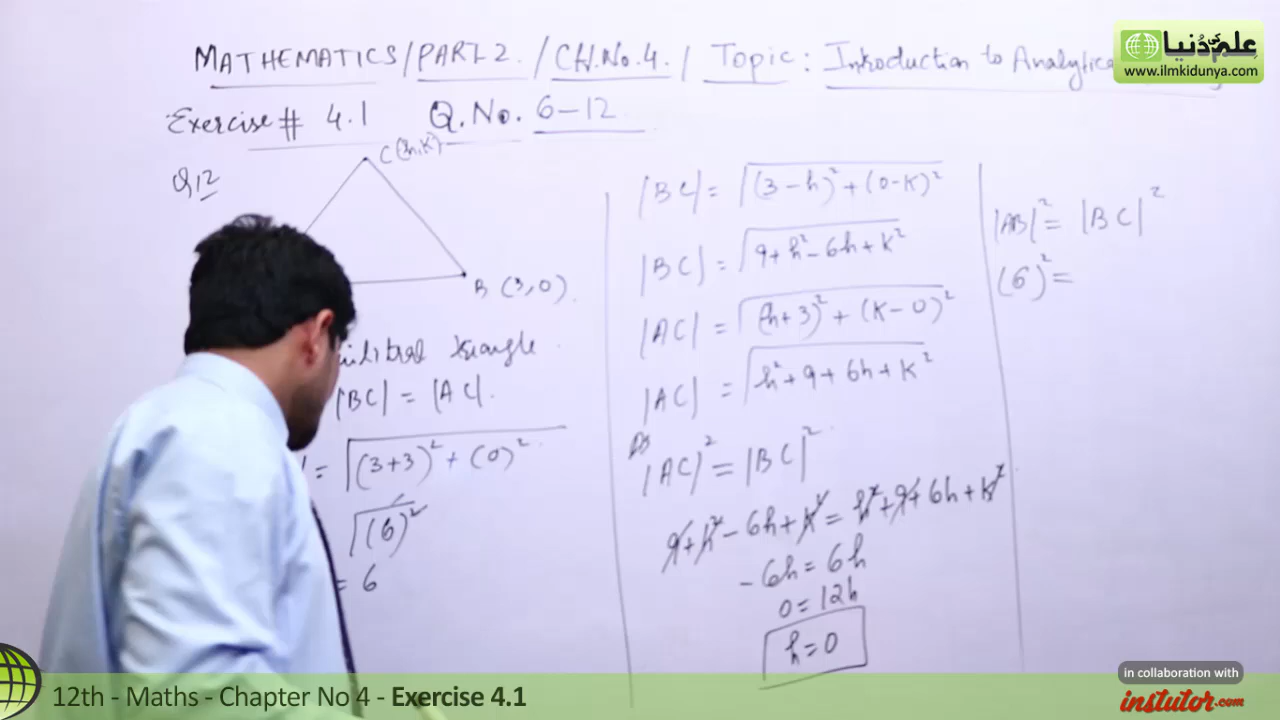 MATHEMATICS/PART 2 / CH.No.4 / Topic: Introduction to Analytic
علم کی دنیا
www.ilmkidunya.com
Exercise # 4.1 Q.No. 6-12
Q12
C(h,K)
B (3,0)
triangle
|BC| = |AC|.
= √(3+3)² + (0)²
√(6)²
= 6
|BC| = √(3-h)² + (0-K)²
|BC| = √9+h²-6h+K²
|AC| = √(h+3)² + (K-0)²
|AC| = √h²+9+6h+K²
As
|AC|² = |BC|²
9+h²-6h+K² = h²+9+6h+K²
-6h = 6h
0 = 12h
h = 0
|AB|² = |BC|²
(6)² =
in collaboration with
instutor.com
12th - Maths - Chapter No 4 - Exercise 4.1